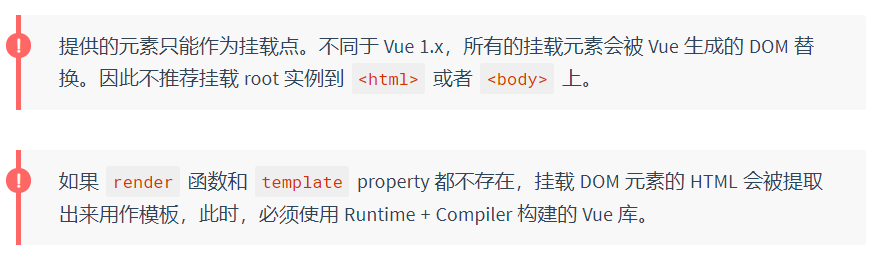 提供的元素只能作为挂载点。不同于 Vue 1.x，所有的挂载元素会被 Vue 生成的 DOM 替
换。因此不推荐挂载 root 实例到 <html> 或者 <body> 上。
如果 render 函数和 template property 都不存在，挂载 DOM 元素的 HTML 会被提取
出来用作模板，此时，必须使用 Runtime + Compiler 构建的 Vue 库。